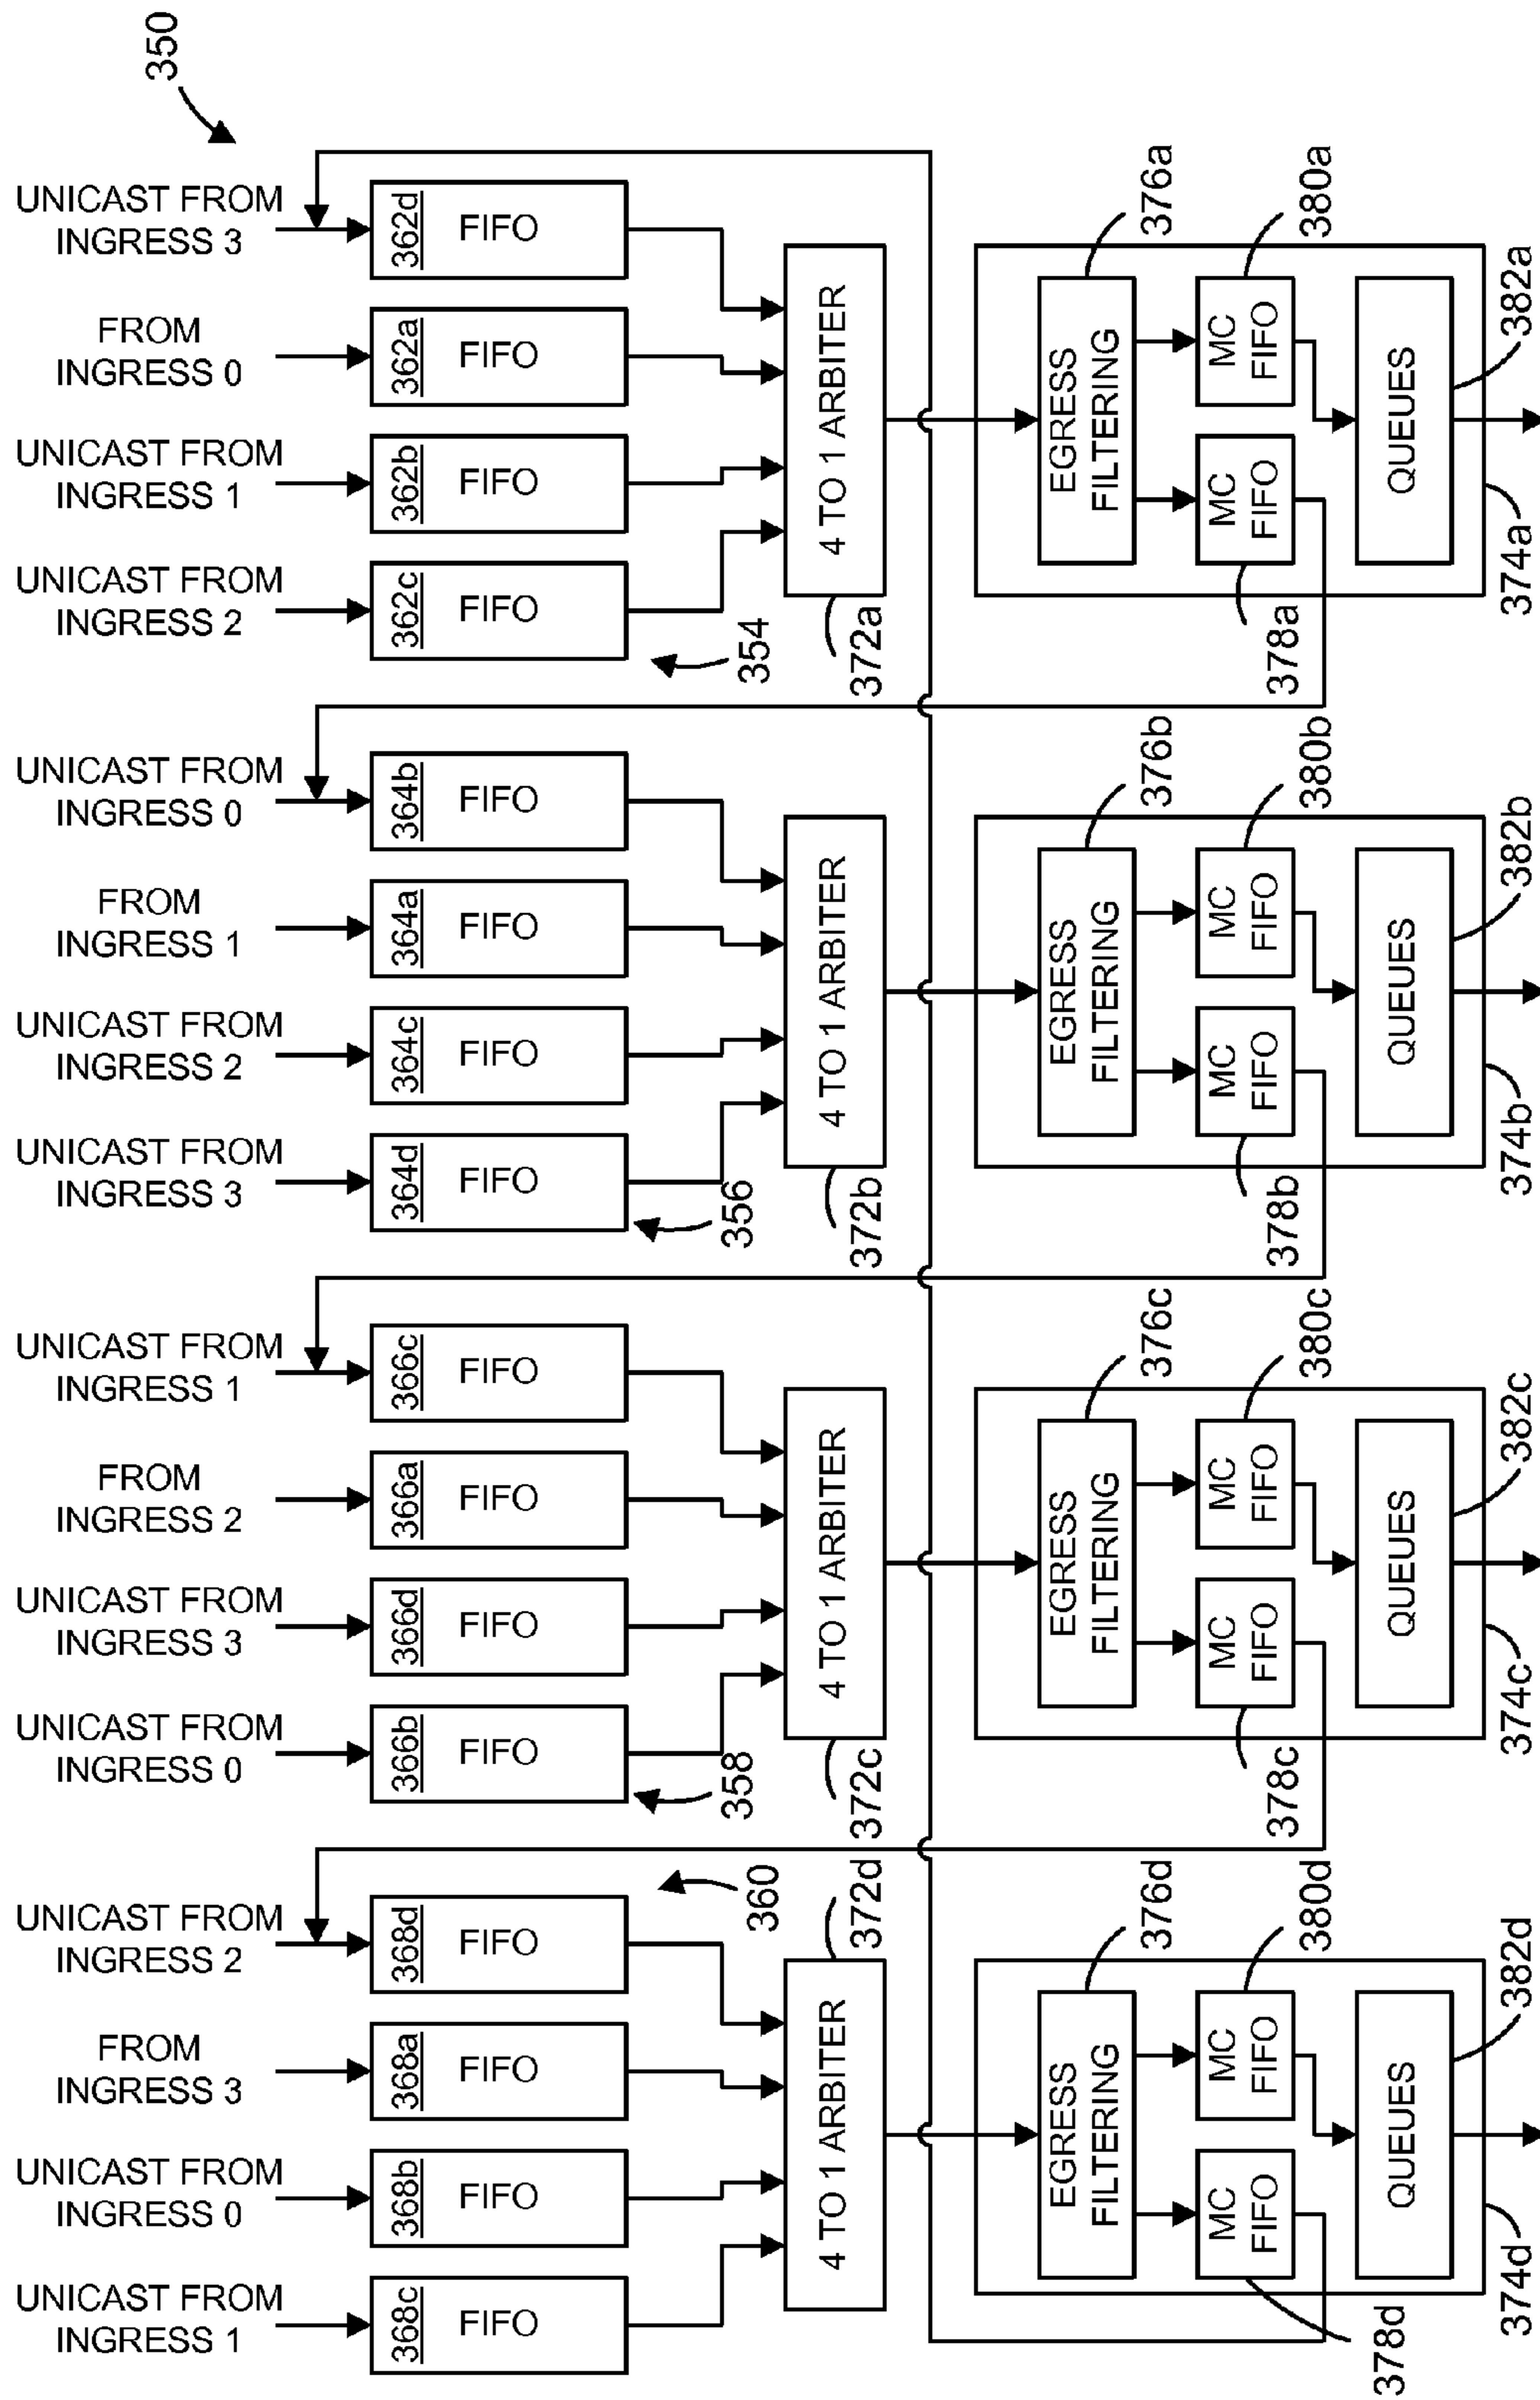 350
UNICAST FROM
INGRESS 3
362d
FIFO
FROM
INGRESS 0
362a
FIFO
UNICAST FROM
INGRESS 1
362b
FIFO
UNICAST FROM
INGRESS 2
362c
FIFO
354
4 TO 1 ARBITER
372a
EGRESS
FILTERING
376a
MC
FIFO
378a
MC
FIFO
380a
QUEUES
382a
374a
UNICAST FROM
INGRESS 0
364b
FIFO
FROM
INGRESS 1
364a
FIFO
UNICAST FROM
INGRESS 2
364c
FIFO
UNICAST FROM
INGRESS 3
364d
FIFO
356
4 TO 1 ARBITER
372b
EGRESS
FILTERING
376b
MC
FIFO
378b
MC
FIFO
380b
QUEUES
382b
374b
UNICAST FROM
INGRESS 1
366c
FIFO
FROM
INGRESS 2
366a
FIFO
UNICAST FROM
INGRESS 3
366d
FIFO
UNICAST FROM
INGRESS 0
366b
FIFO
358
4 TO 1 ARBITER
372c
EGRESS
FILTERING
376c
MC
FIFO
378c
MC
FIFO
380c
QUEUES
382c
374c
UNICAST FROM
INGRESS 2
368d
FIFO
FROM
INGRESS 3
368a
FIFO
UNICAST FROM
INGRESS 0
368b
FIFO
UNICAST FROM
INGRESS 1
368c
FIFO
360
4 TO 1 ARBITER
372d
EGRESS
FILTERING
376d
MC
FIFO
378d
MC
FIFO
380d
QUEUES
382d
374d